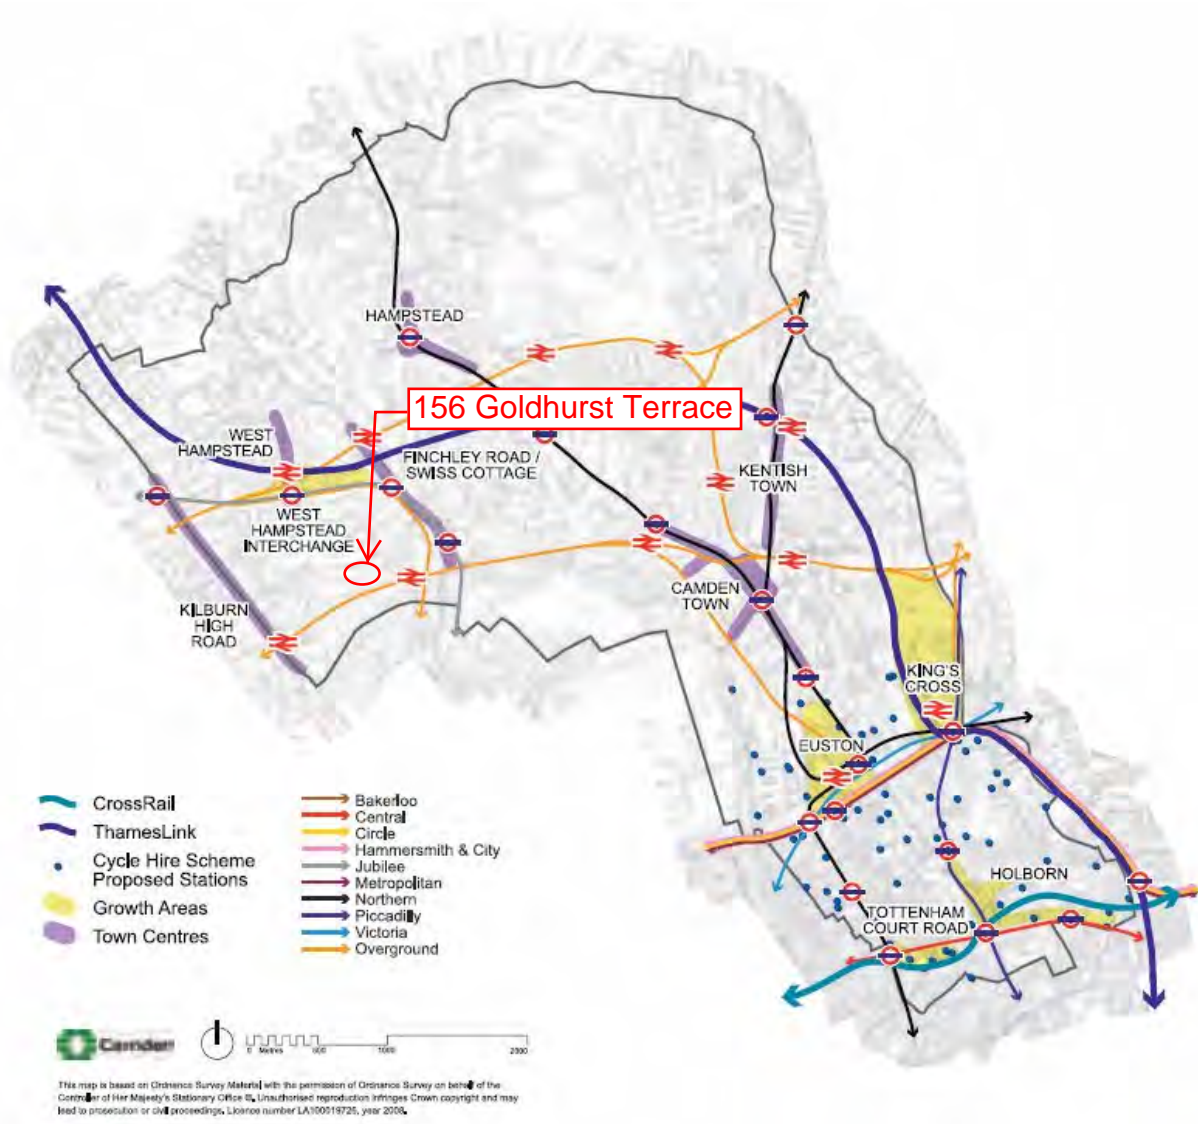 HAMPSTEAD
156 Goldhurst Terrace
WEST
HAMPSTEAD
FINCHLEY ROAD /
SWISS COTTAGE
KENTISH
TOWN
WEST
HAMPSTEAD
INTERCHANGE
CAMDEN
TOWN
KILBURN
HIGH
ROAD
KING'S
CROSS
EUSTON
HOLBORN
TOTTENHAM
COURT ROAD
CrossRail
ThamesLink
Cycle Hire Scheme
Proposed Stations
Growth Areas
Town Centres
Bakerloo
Central
Circle
Hammersmith & City
Jubilee
Metropolitan
Northern
Piccadilly
Victoria
Overground
Camden
0 Metres 500 1000 2000
This map is based on Ordnance Survey Material with the permission of Ordnance Survey on behalf of the
Controller of Her Majesty's Stationary Office ©, Unauthorised reproduction infringes Crown copyright and may
lead to prosecution or civil proceedings. Licence number LA100019726, year 2008.